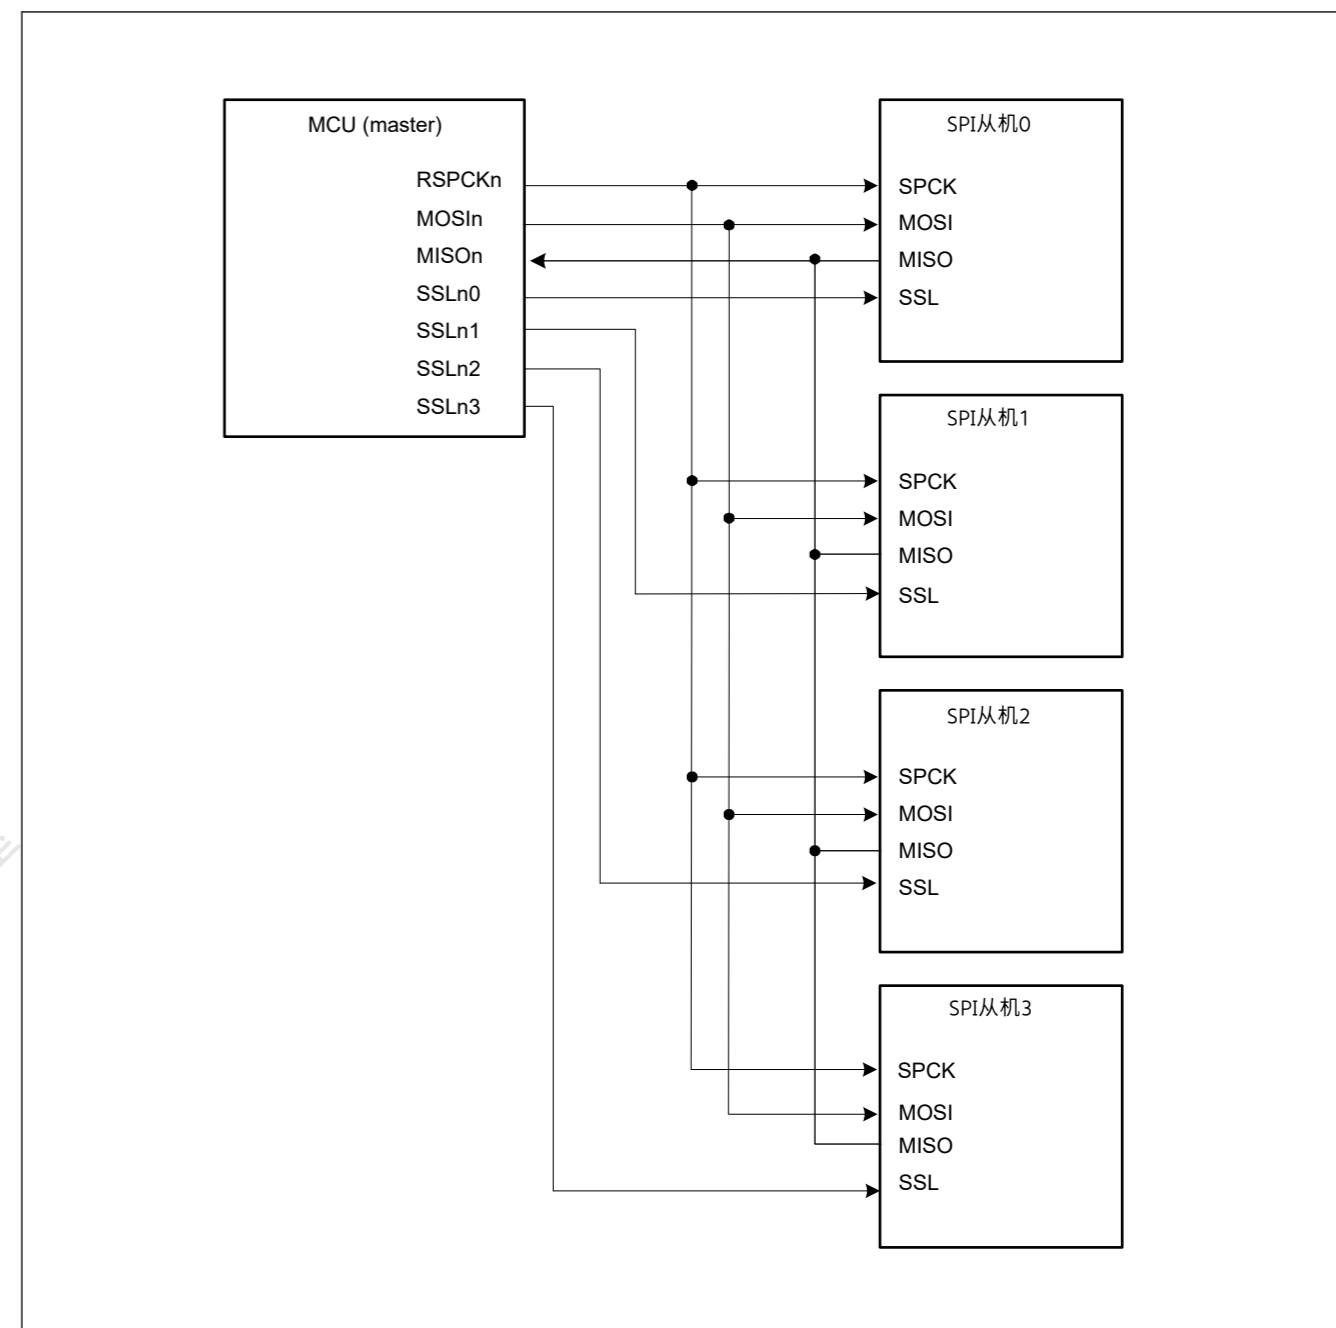 MCU (master)
RSPCKn
MOSIn
MISOn
SSLn0
SSLn1
SSLn2
SSLn3
SPI从机0
SPCK
MOSI
MISO
SSL
SPI从机1
SPCK
MOSI
MISO
SSL
SPI从机2
SPCK
MOSI
MISO
SSL
SPI从机3
SPCK
MOSI
MISO
SSL